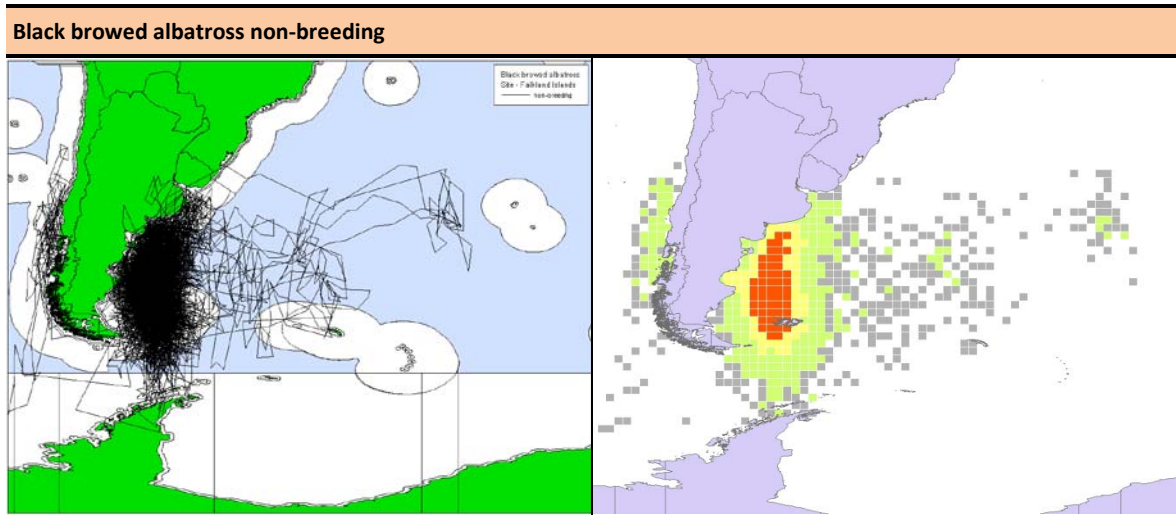 Black browed albatross non-breeding
Black browed albatross
Site - Falkland Islands
non-breeding